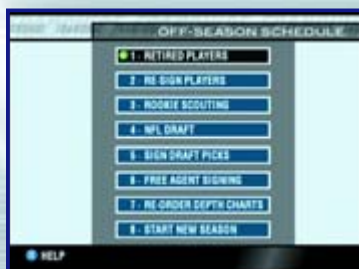 OFF-SEASON SCHEDULE
1 - RETIRED PLAYERS
2 - RE-SIGN PLAYERS
3 - ROOKIE SCOUTING
4 - NFL DRAFT
5 - SIGN DRAFT PICKS
6 - FREE AGENT SIGNING
7 - RE-ORDER DEPTH CHARTS
8 - START NEW SEASON
HELP